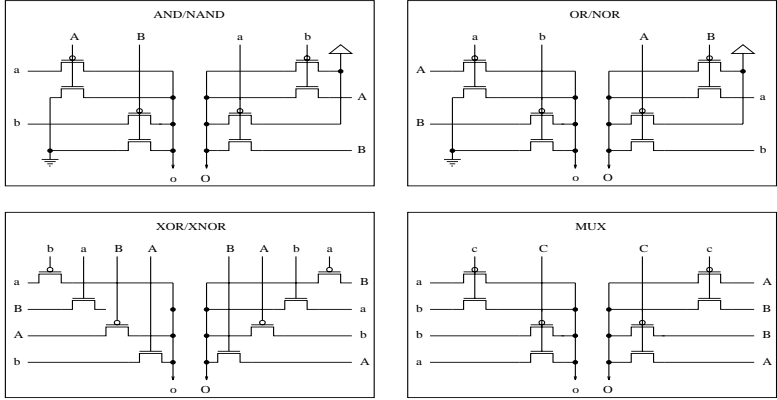 AND/NAND
A B a b
a
A
b
B
o O
OR/NOR
a b A B
A
a
B
b
o O
XOR/XNOR
b a B A B A b a
a B
B a
A b
b A
o O
MUX
c C C c
a A
b B
b B
a A
o O